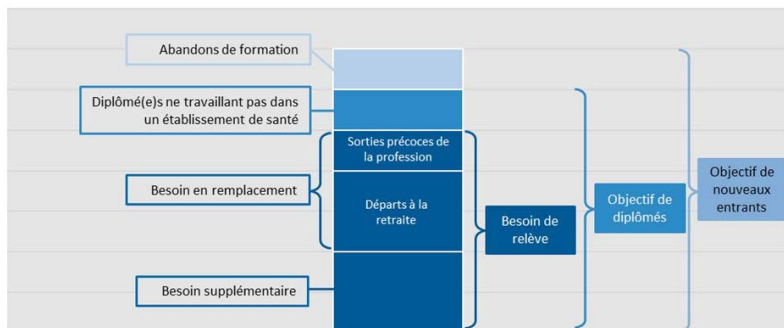 Abandons de formation
Diplômé(e)s ne travaillant pas dans
un établissement de santé
Sorties précoces de
la profession
Besoin en remplacement
Départs à la
retraite
Besoin supplémentaire
Besoin de
relève
Objectif de
diplômés
Objectif de
nouveaux
entrants